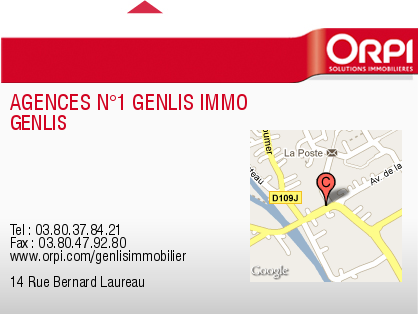 ORPI
SOLUTIONS IMMOBILIÈRES
AGENCES N°1 GENLIS IMMO
GENLIS
La Poste
Av. de la
D109J
C
Google
Tel : 03.80.37.84.21
Fax : 03.80.47.92.80
www.orpi.com/genlisimmobilier
14 Rue Bernard Laureau